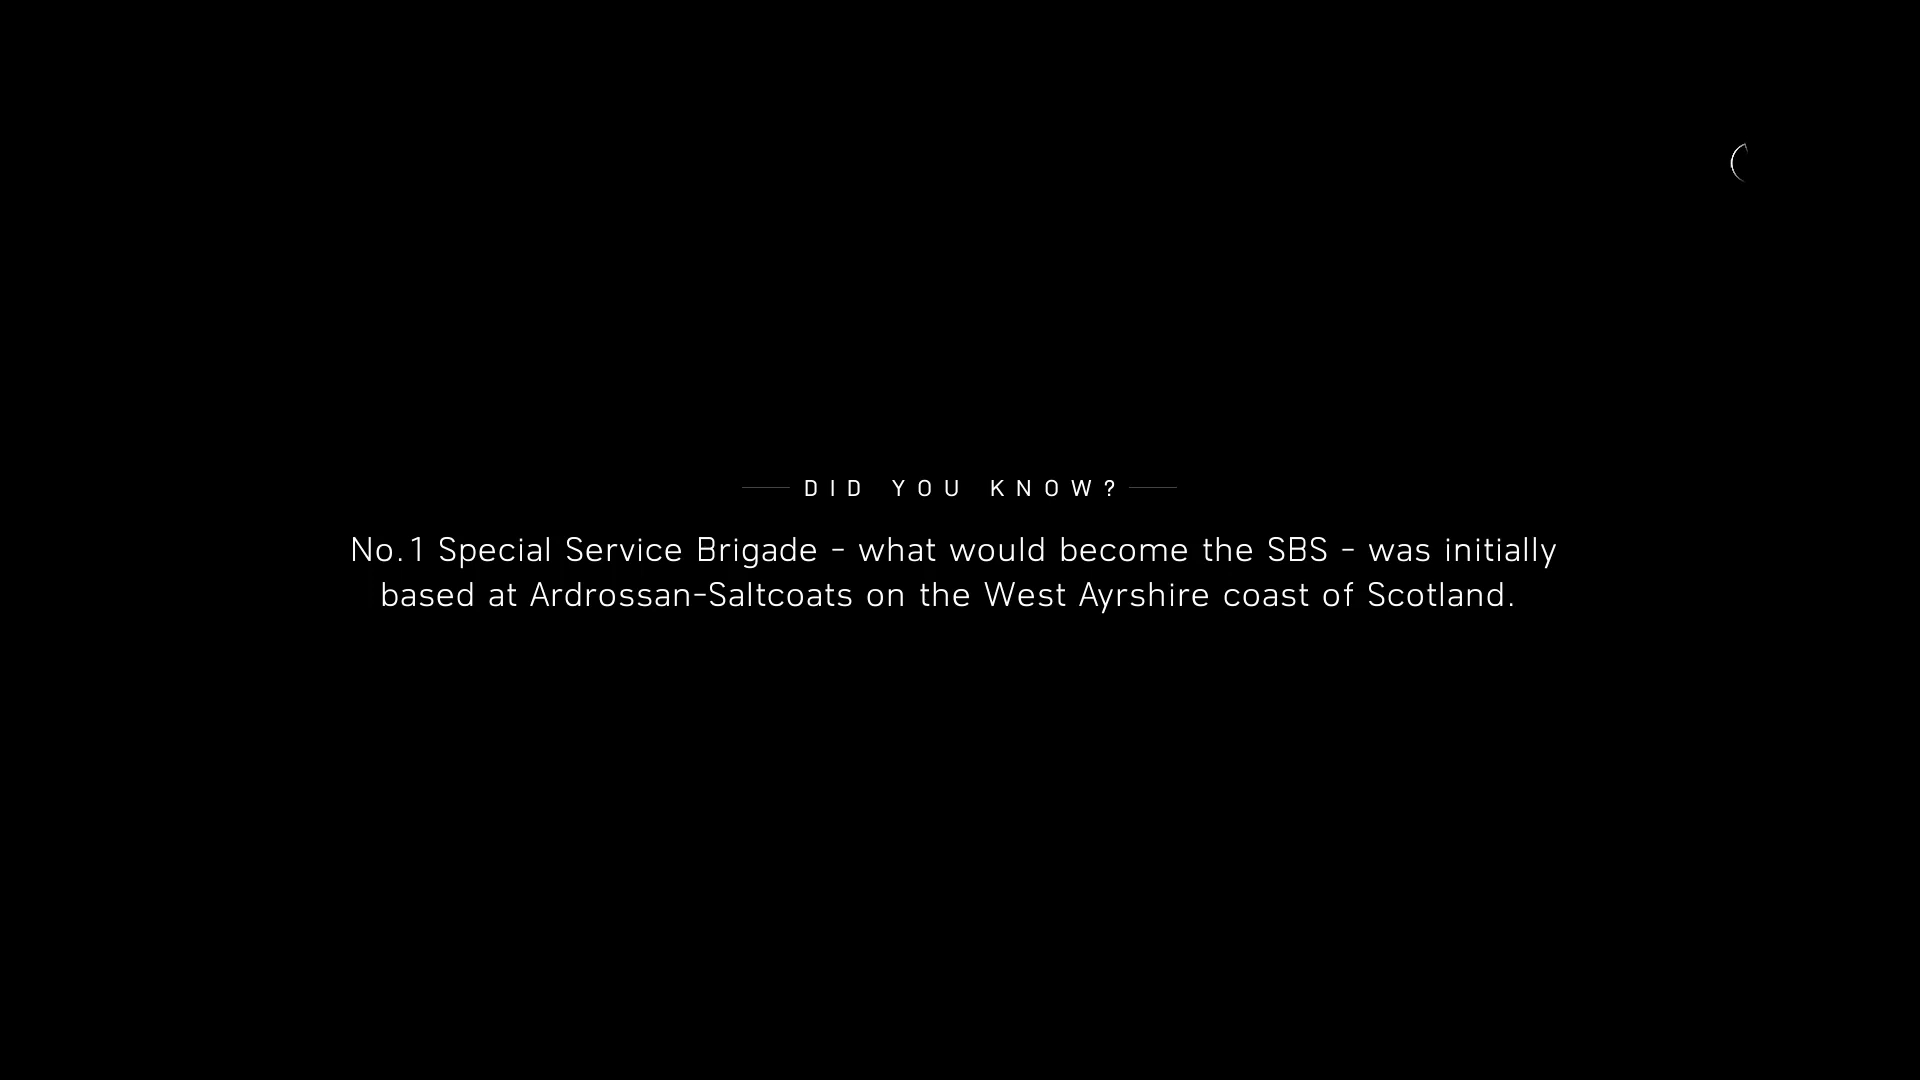 DID YOU KNOW?
No.1 Special Service Brigade - what would become the SBS - was initially
based at Ardrossan-Saltcoats on the West Ayrshire coast of Scotland.